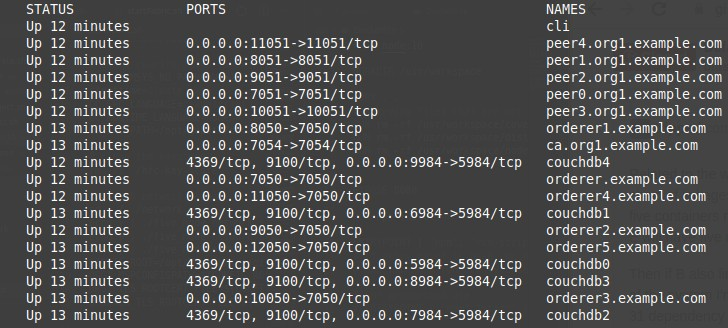 STATUS PORTS NAMES
Up 12 minutes cli
Up 12 minutes 0.0.0.0:11051->11051/tcp peer4.org1.example.com
Up 12 minutes 0.0.0.0:8051->8051/tcp peer1.org1.example.com
Up 12 minutes 0.0.0.0:9051->9051/tcp peer2.org1.example.com
Up 12 minutes 0.0.0.0:7051->7051/tcp peer0.org1.example.com
Up 12 minutes 0.0.0.0:10051->10051/tcp peer3.org1.example.com
Up 13 minutes 0.0.0.0:8050->7050/tcp orderer1.example.com
Up 13 minutes 0.0.0.0:7054->7054/tcp ca.org1.example.com
Up 12 minutes 4369/tcp, 9100/tcp, 0.0.0.0:9984->5984/tcp couchdb4
Up 12 minutes 0.0.0.0:7050->7050/tcp orderer.example.com
Up 12 minutes 0.0.0.0:11050->7050/tcp orderer4.example.com
Up 13 minutes 4369/tcp, 9100/tcp, 0.0.0.0:6984->5984/tcp couchdb1
Up 12 minutes 0.0.0.0:9050->7050/tcp orderer2.example.com
Up 13 minutes 0.0.0.0:12050->7050/tcp orderer5.example.com
Up 13 minutes 4369/tcp, 9100/tcp, 0.0.0.0:5984->5984/tcp couchdb0
Up 13 minutes 4369/tcp, 9100/tcp, 0.0.0.0:8984->5984/tcp couchdb3
Up 13 minutes 0.0.0.0:10050->7050/tcp orderer3.example.com
Up 13 minutes 4369/tcp, 9100/tcp, 0.0.0.0:7984->5984/tcp couchdb2